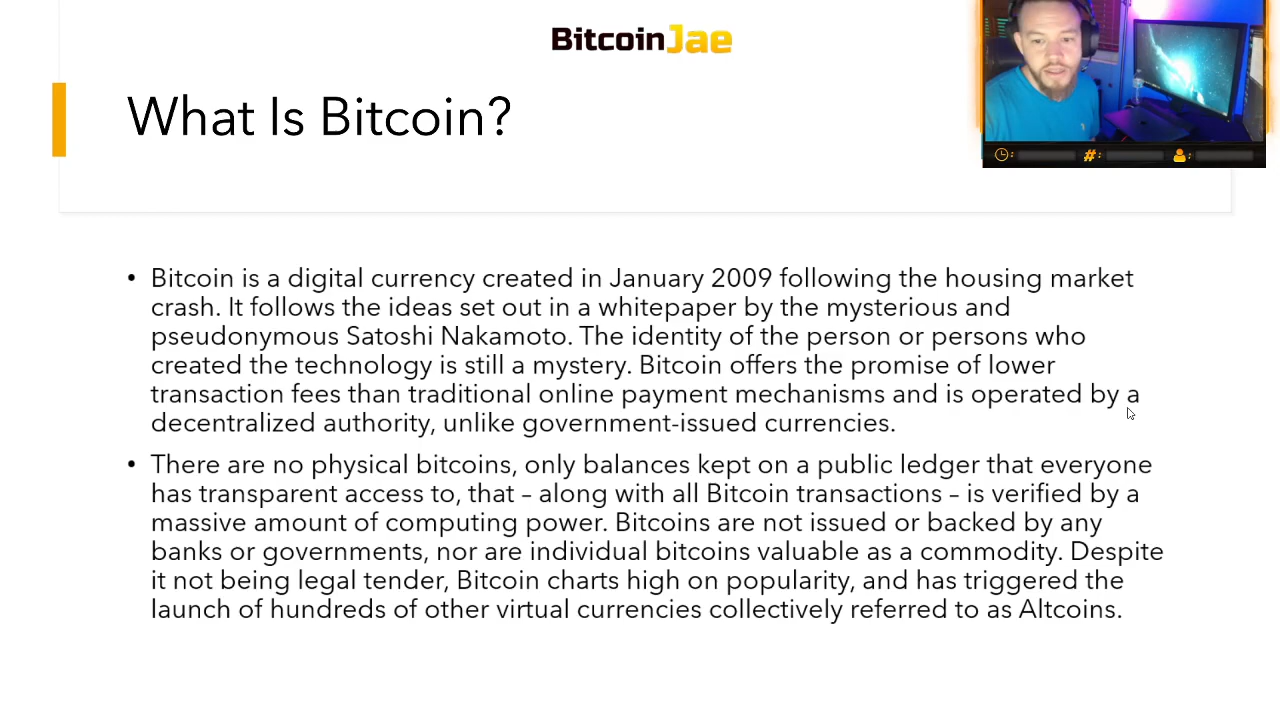 BitcoinJae
What Is Bitcoin?
• Bitcoin is a digital currency created in January 2009 following the housing market
crash. It follows the ideas set out in a whitepaper by the mysterious and
pseudonymous Satoshi Nakamoto. The identity of the person or persons who
created the technology is still a mystery. Bitcoin offers the promise of lower
transaction fees than traditional online payment mechanisms and is operated by a
decentralized authority, unlike government-issued currencies.
• There are no physical bitcoins, only balances kept on a public ledger that everyone
has transparent access to, that – along with all Bitcoin transactions – is verified by a
massive amount of computing power. Bitcoins are not issued or backed by any
banks or governments, nor are individual bitcoins valuable as a commodity. Despite
it not being legal tender, Bitcoin charts high on popularity, and has triggered the
launch of hundreds of other virtual currencies collectively referred to as Altcoins.
#: